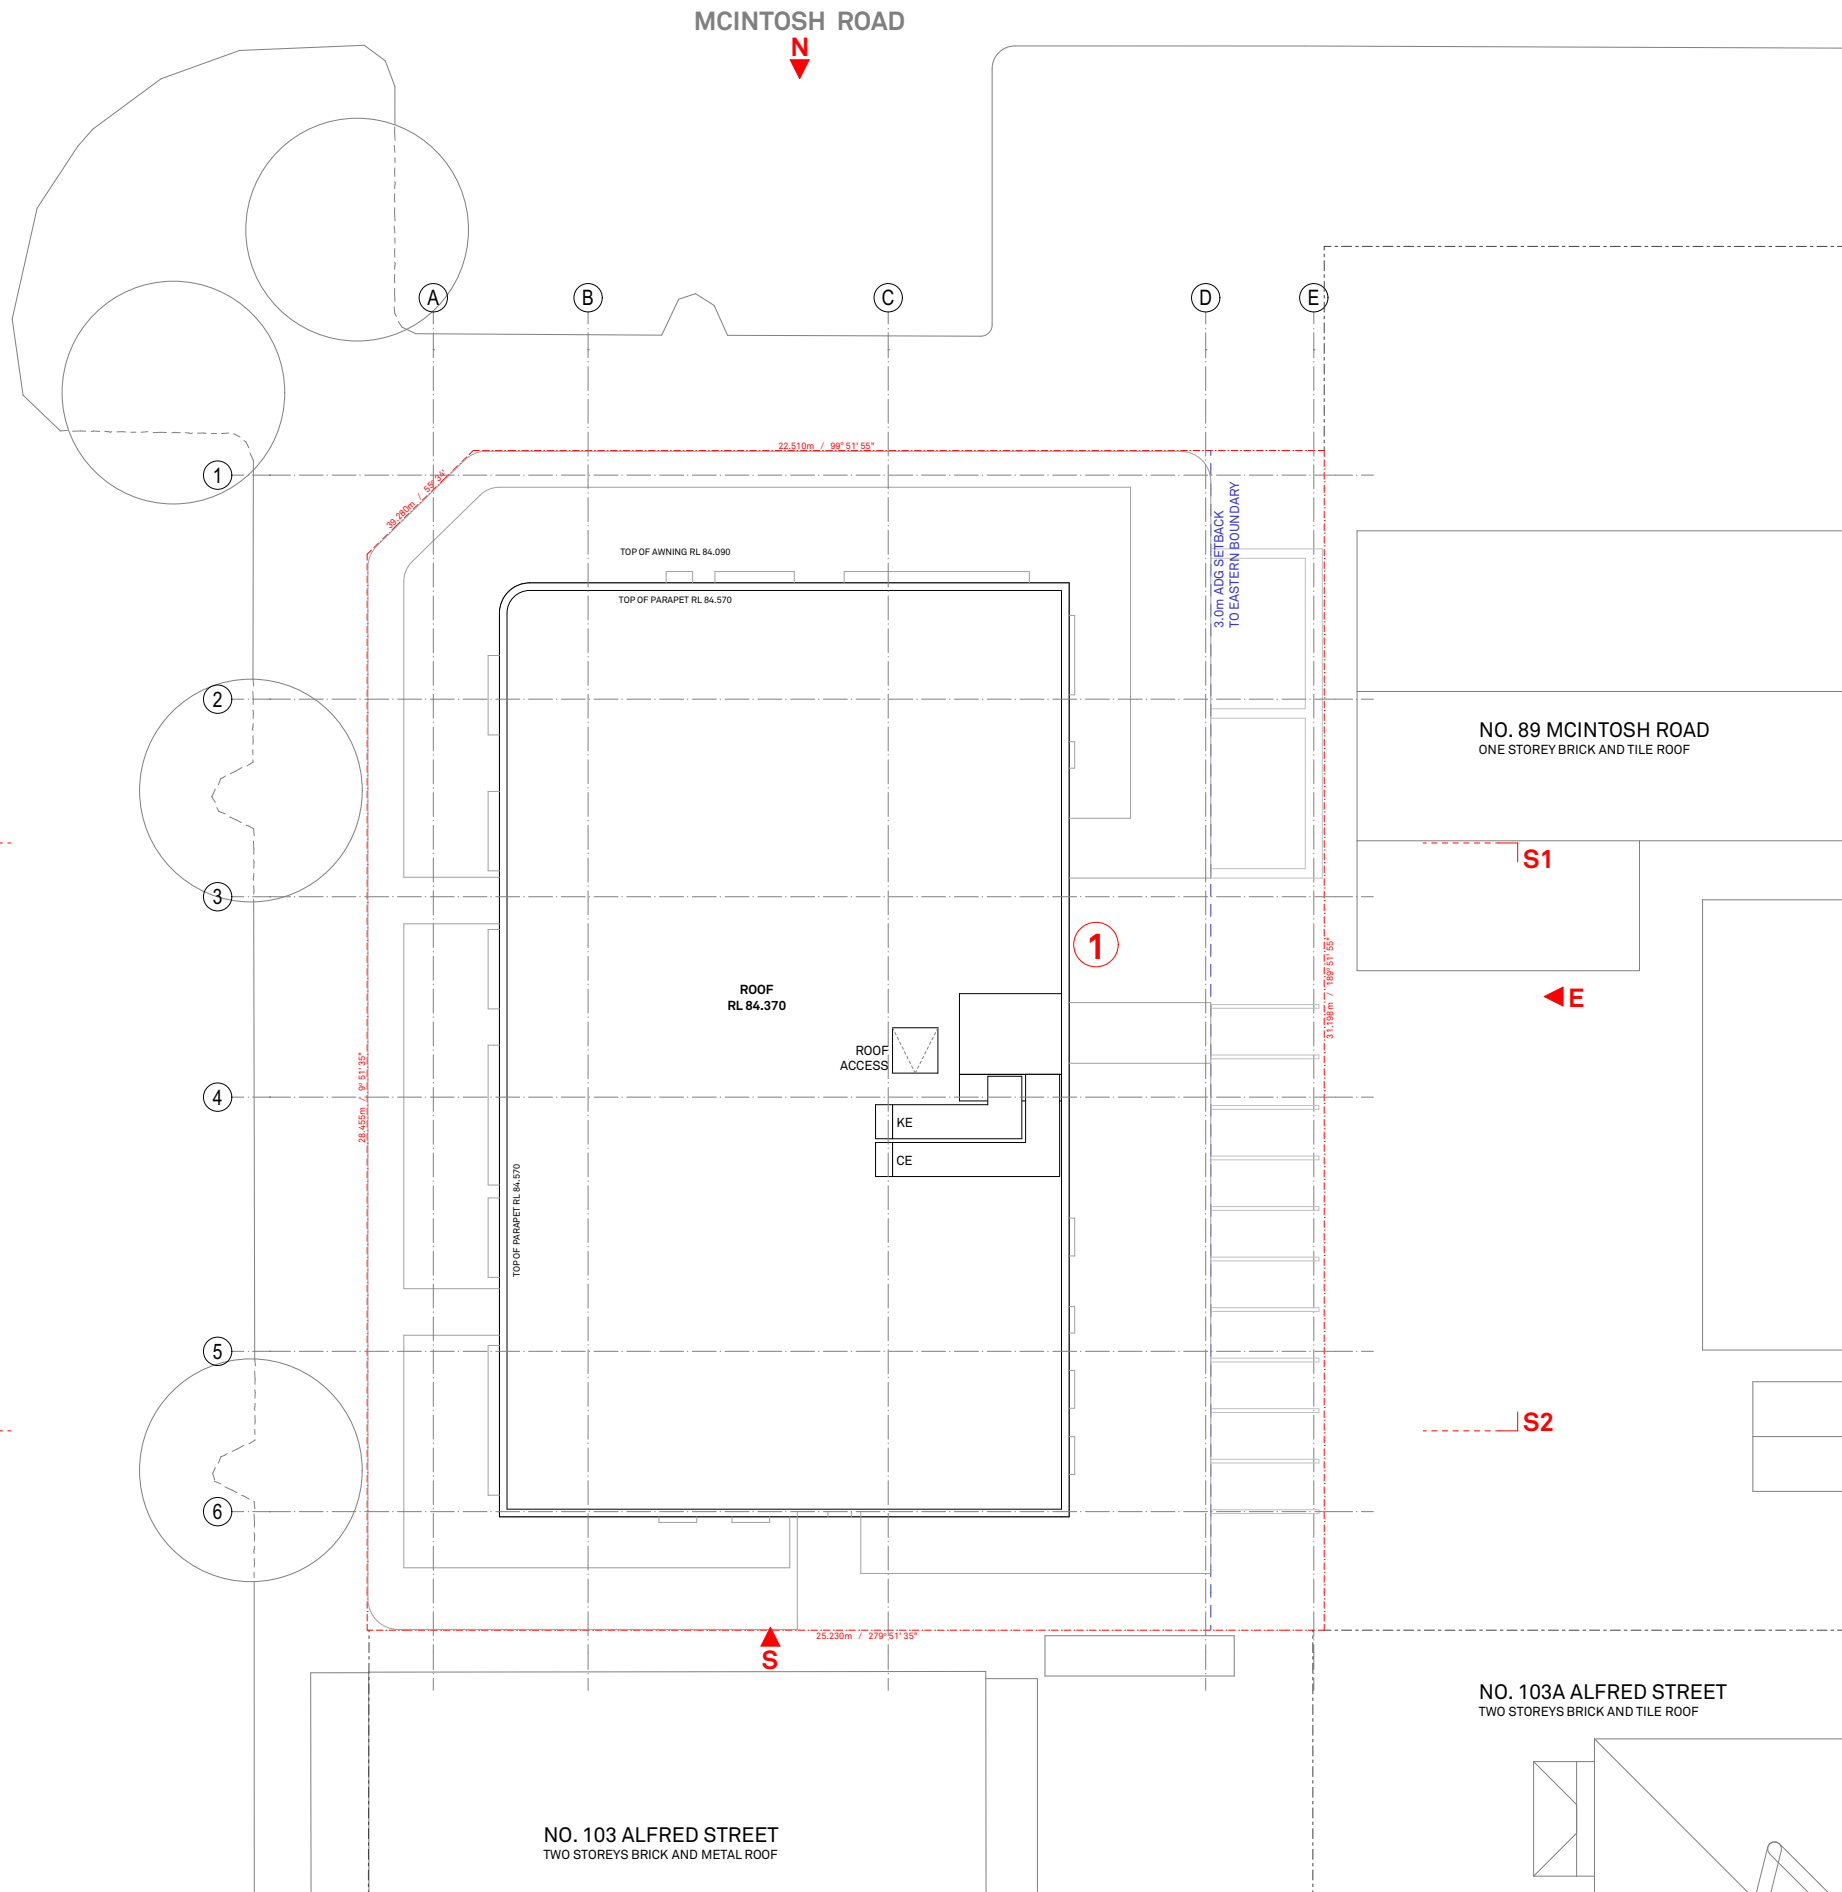 MCINTOSH ROAD
N
A
B
C
D
E
22.510m / 99° 51' 55"
1
39.280m / 55° 34'
3.0m ADG SETBACK
TO EASTERN BOUNDARY
TOP OF AWNING RL 84.090
TOP OF PARAPET RL 84.570
2
NO. 89 MCINTOSH ROAD
ONE STOREY BRICK AND TILE ROOF
S1
3
1
31.198m / 189° 51' 55"
ROOF
RL 84.370
E
ROOF
ACCESS
28.455m / 9° 51' 35"
4
KE
CE
TOP OF PARAPET RL 84.570
5
S2
6
25.230m / 279° 51' 35"
S
NO. 103A ALFRED STREET
TWO STOREYS BRICK AND TILE ROOF
NO. 103 ALFRED STREET
TWO STOREYS BRICK AND METAL ROOF